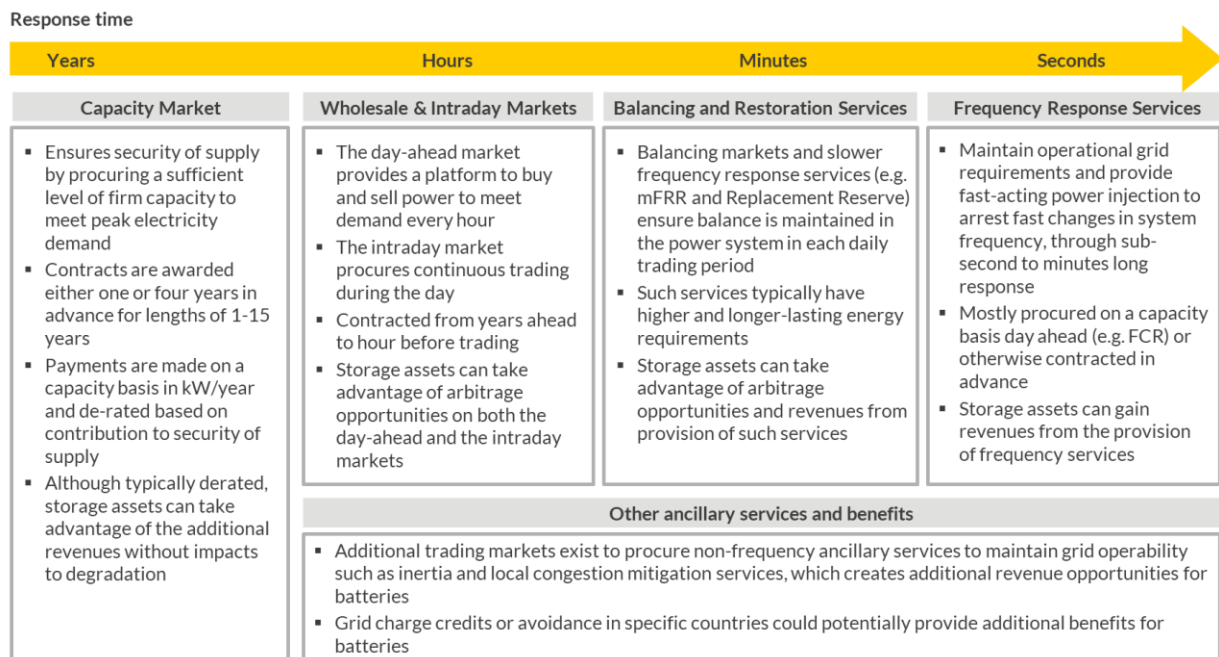 Response time
Years
Hours
Minutes
Seconds
Capacity Market
▪ Ensures security of supply
by procuring a sufficient
level of firm capacity to
meet peak electricity
demand
▪ Contracts are awarded
either one or four years in
advance for lengths of 1-15
years
▪ Payments are made on a
capacity basis in kW/year
and de-rated based on
contribution to security of
supply
▪ Although typically derated,
storage assets can take
advantage of the additional
revenues without impacts
to degradation
Wholesale & Intraday Markets
▪ The day-ahead market
provides a platform to buy
and sell power to meet
demand every hour
▪ The intraday market
procures continuous trading
during the day
▪ Contracted from years ahead
to hour before trading
▪ Storage assets can take
advantage of arbitrage
opportunities on both the
day-ahead and the intraday
markets
Balancing and Restoration Services
▪ Balancing markets and slower
frequency response services (e.g.
mFRR and Replacement Reserve)
ensure balance is maintained in
the power system in each daily
trading period
▪ Such services typically have
higher and longer-lasting energy
requirements
▪ Storage assets can take
advantage of arbitrage
opportunities and revenues from
provision of such services
Frequency Response Services
▪ Maintain operational grid
requirements and provide
fast-acting power injection to
arrest fast changes in system
frequency, through sub-
second to minutes long
response
▪ Mostly procured on a capacity
basis day ahead (e.g. FCR) or
otherwise contracted in
advance
▪ Storage assets can gain
revenues from the provision
of frequency services
Other ancillary services and benefits
▪ Additional trading markets exist to procure non-frequency ancillary services to maintain grid operability
such as inertia and local congestion mitigation services, which creates additional revenue opportunities for
batteries
▪ Grid charge credits or avoidance in specific countries could potentially provide additional benefits for
batteries